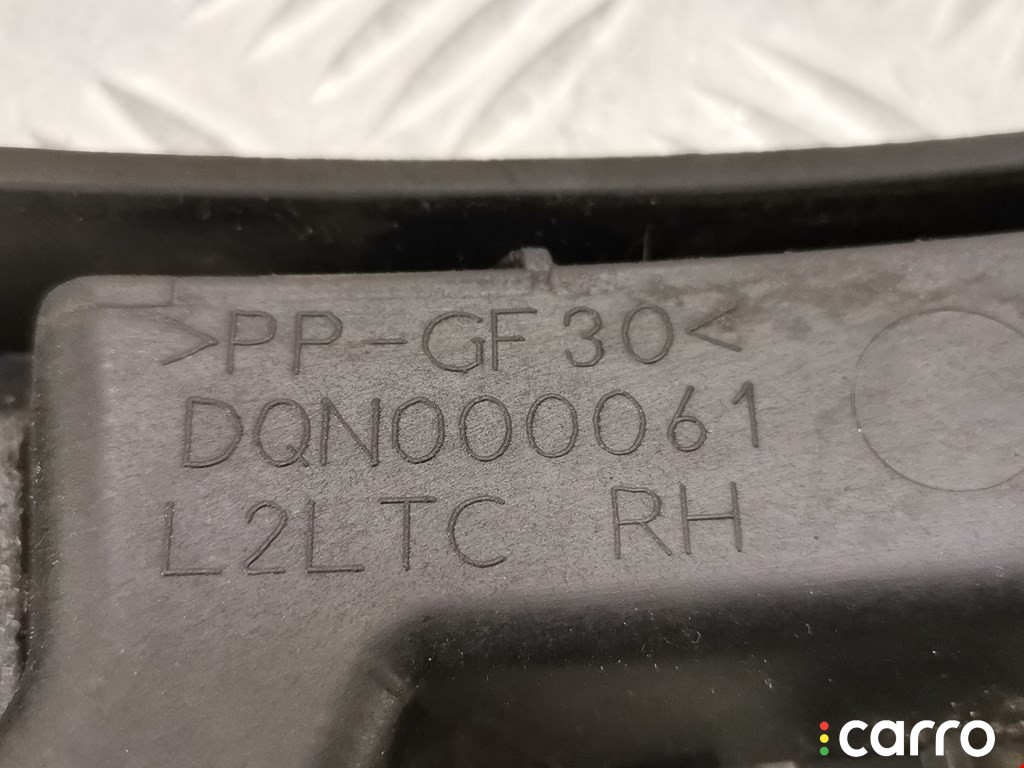 >PP-GF30<
DQN000061
L2LTC RH
carro